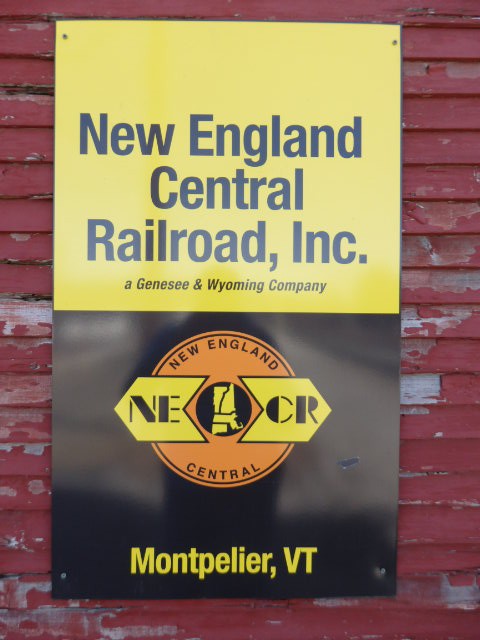 New England
Central
Railroad, Inc.
a Genesee & Wyoming Company
NEW ENGLAND
NE CR
CENTRAL
Montpelier, VT